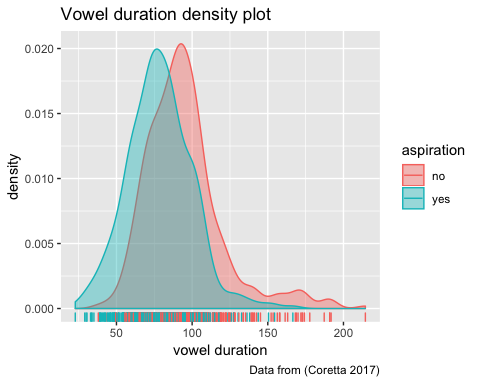 Vowel duration density plot
0.020
0.015
0.010
0.005
0.000
density
50
100
150
200
vowel duration
aspiration
no
yes
Data from (Coretta 2017)